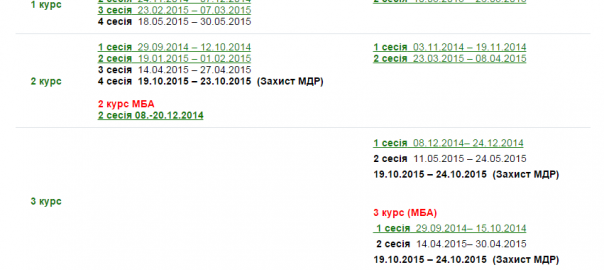 1 курс
3 сесія 23.02.2015 – 07.03.2015
4 сесія 18.05.2015 – 30.05.2015
2 курс
1 сесія 29.09.2014 – 12.10.2014
2 сесія 19.01.2015 – 01.02.2015
3 сесія 14.04.2015 – 27.04.2015
4 сесія 19.10.2015 – 23.10.2015 (Захист МДР)
2 курс МБА
2 сесія 08.-20.12.2014
1 сесія 03.11.2014 – 19.11.2014
2 сесія 23.03.2015 – 08.04.2015
3 курс
1 сесія 08.12.2014– 24.12.2014
2 сесія 11.05.2015 – 24.05.2015
19.10.2015 – 24.10.2015 (Захист МДР)
3 курс (МБА)
1 сесія 29.09.2014– 15.10.2014
2 сесія 14.04.2015– 30.04.2015
19.10.2015 – 24.10.2015 (Захист МДР)